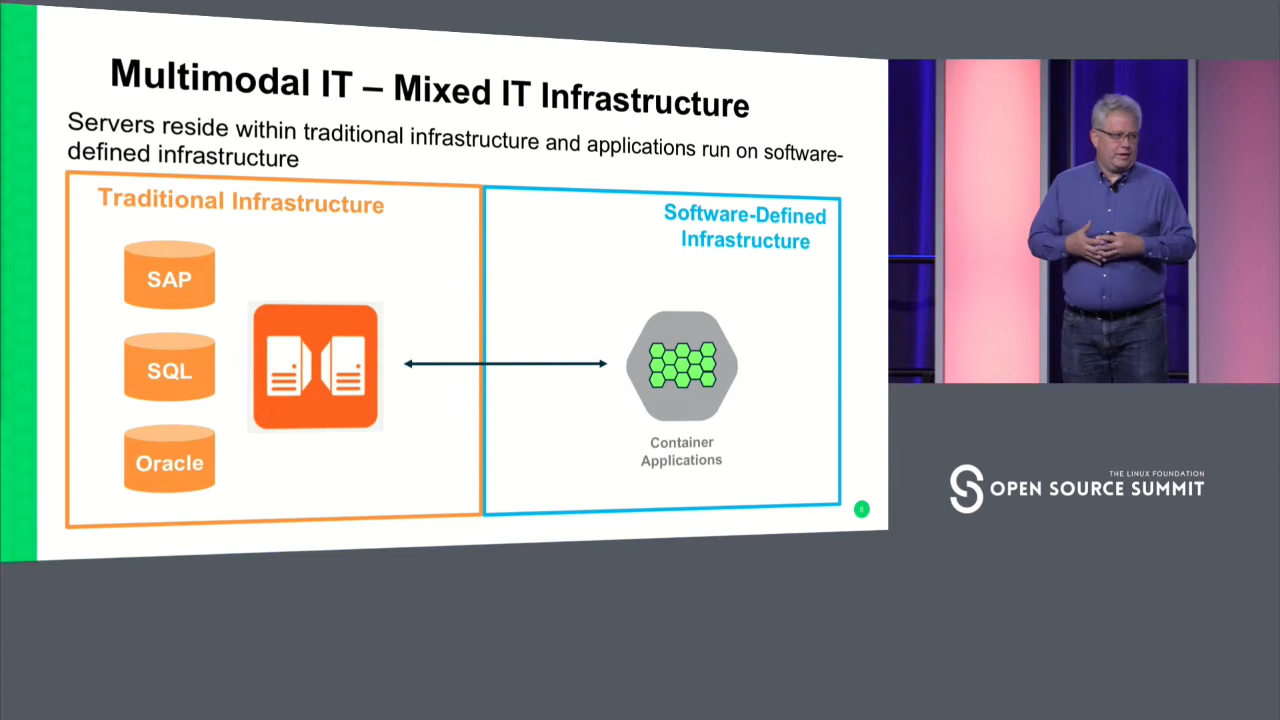 Multimodal IT – Mixed IT Infrastructure
Servers reside within traditional infrastructure and applications run on software-
defined infrastructure
Traditional Infrastructure
Software-Defined
Infrastructure
SAP
SQL
Oracle
Container
Applications
8
THE LINUX FOUNDATION
OPEN SOURCE SUMMIT